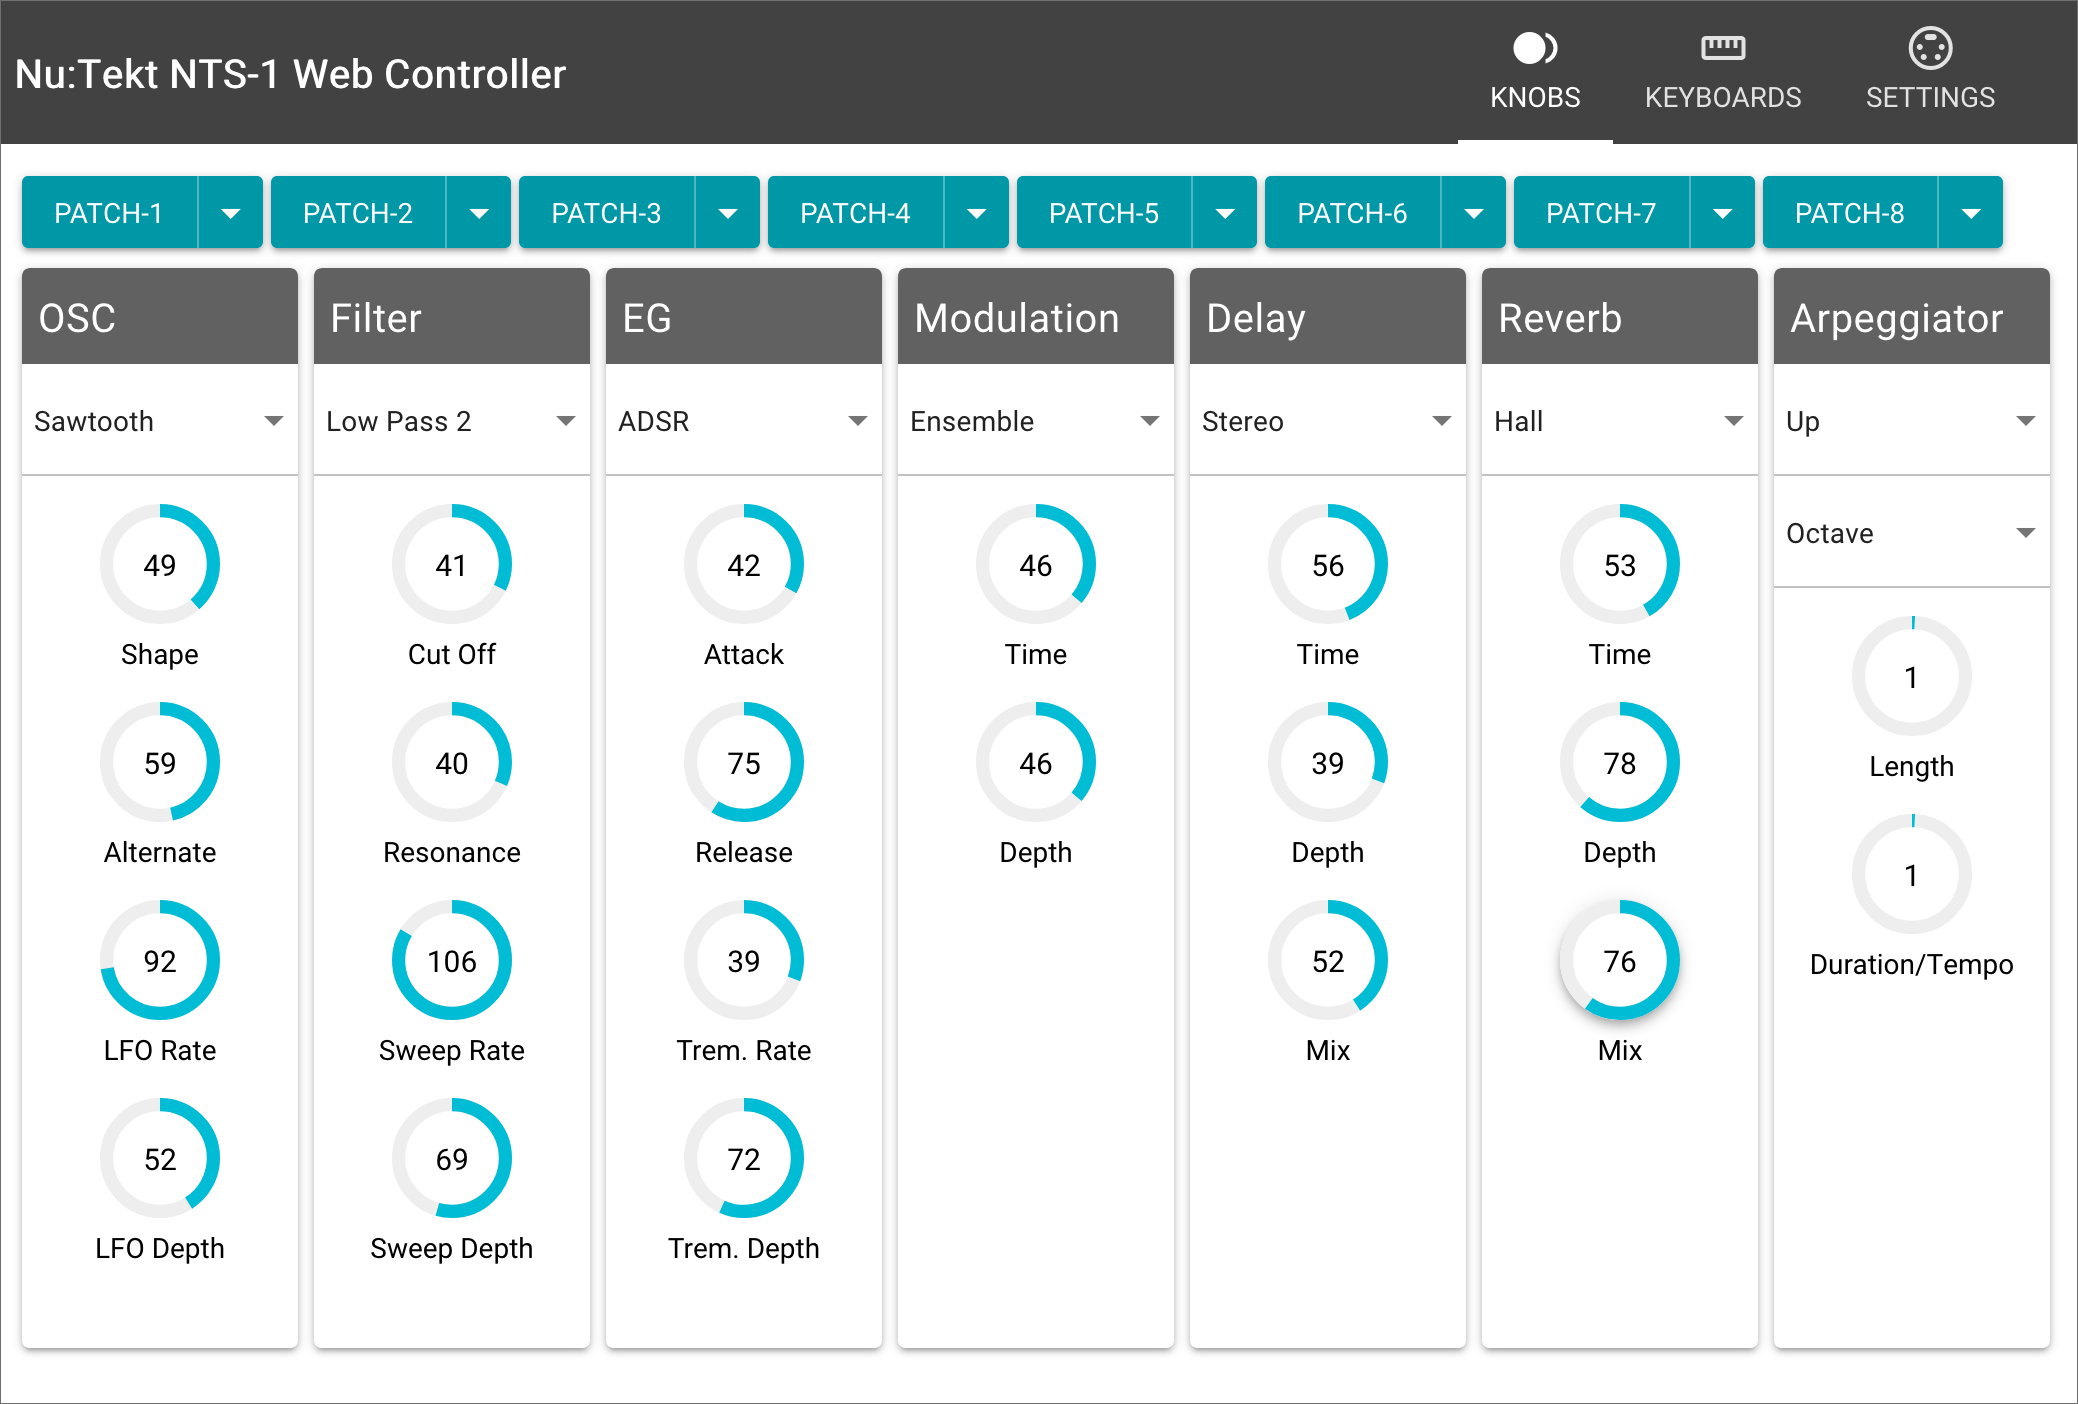 Nu:Tekt NTS-1 Web Controller
KNOBS
KEYBOARDS
SETTINGS
PATCH-1
PATCH-2
PATCH-3
PATCH-4
PATCH-5
PATCH-6
PATCH-7
PATCH-8
OSC
Sawtooth
49
Shape
59
Alternate
92
LFO Rate
52
LFO Depth
Filter
Low Pass 2
41
Cut Off
40
Resonance
106
Sweep Rate
69
Sweep Depth
EG
ADSR
42
Attack
75
Release
39
Trem. Rate
72
Trem. Depth
Modulation
Ensemble
46
Time
46
Depth
Delay
Stereo
56
Time
39
Depth
52
Mix
Reverb
Hall
53
Time
78
Depth
76
Mix
Arpeggiator
Up
Octave
1
Length
1
Duration/Tempo